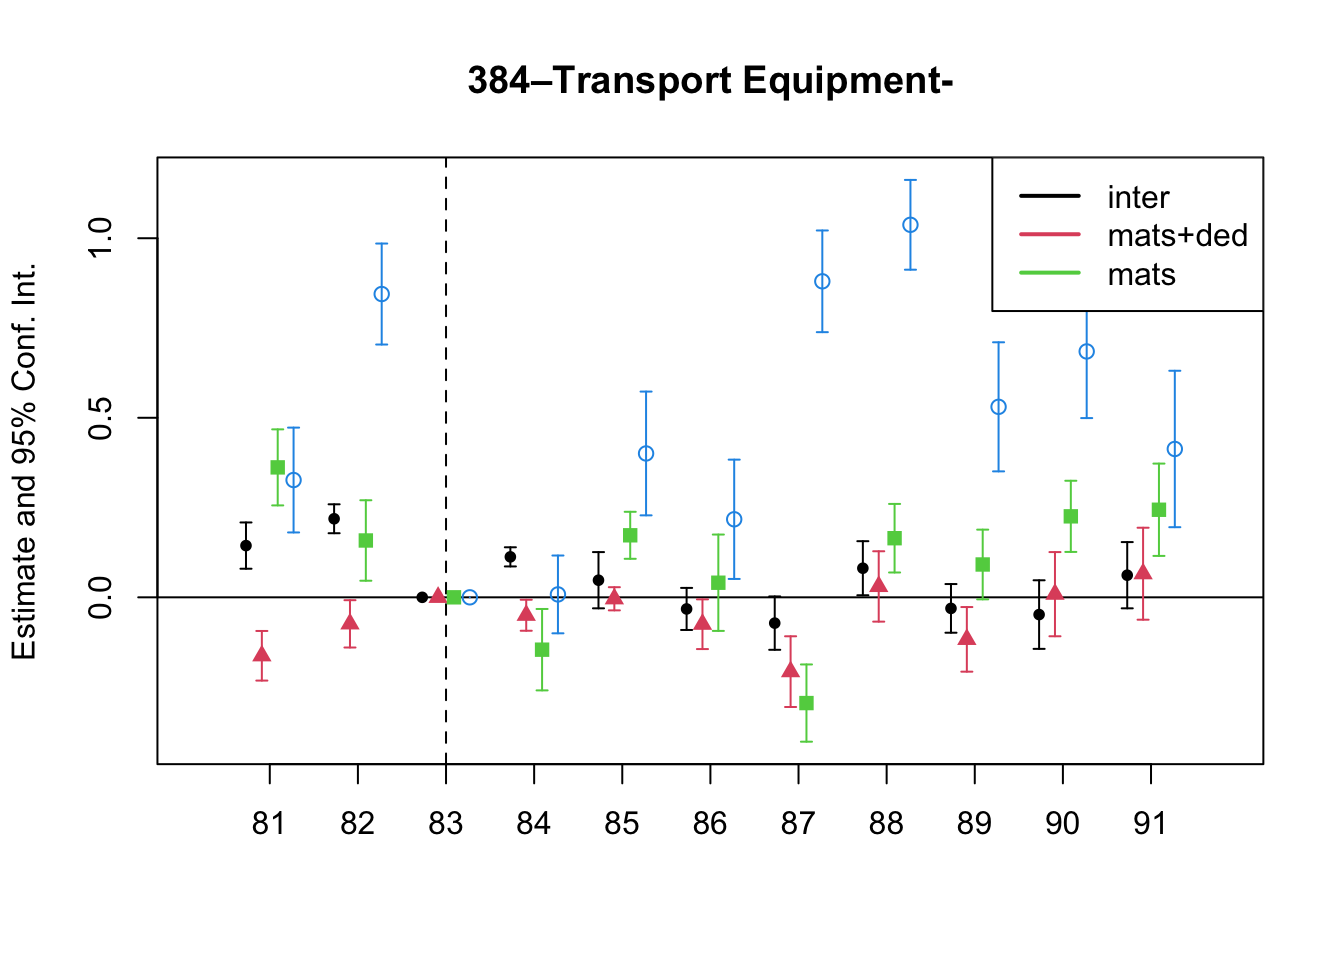 384–Transport Equipment-
Estimate and 95% Conf. Int.
1.0
0.5
0.0
inter
mats+ded
mats
81 82 83 84 85 86 87 88 89 90 91